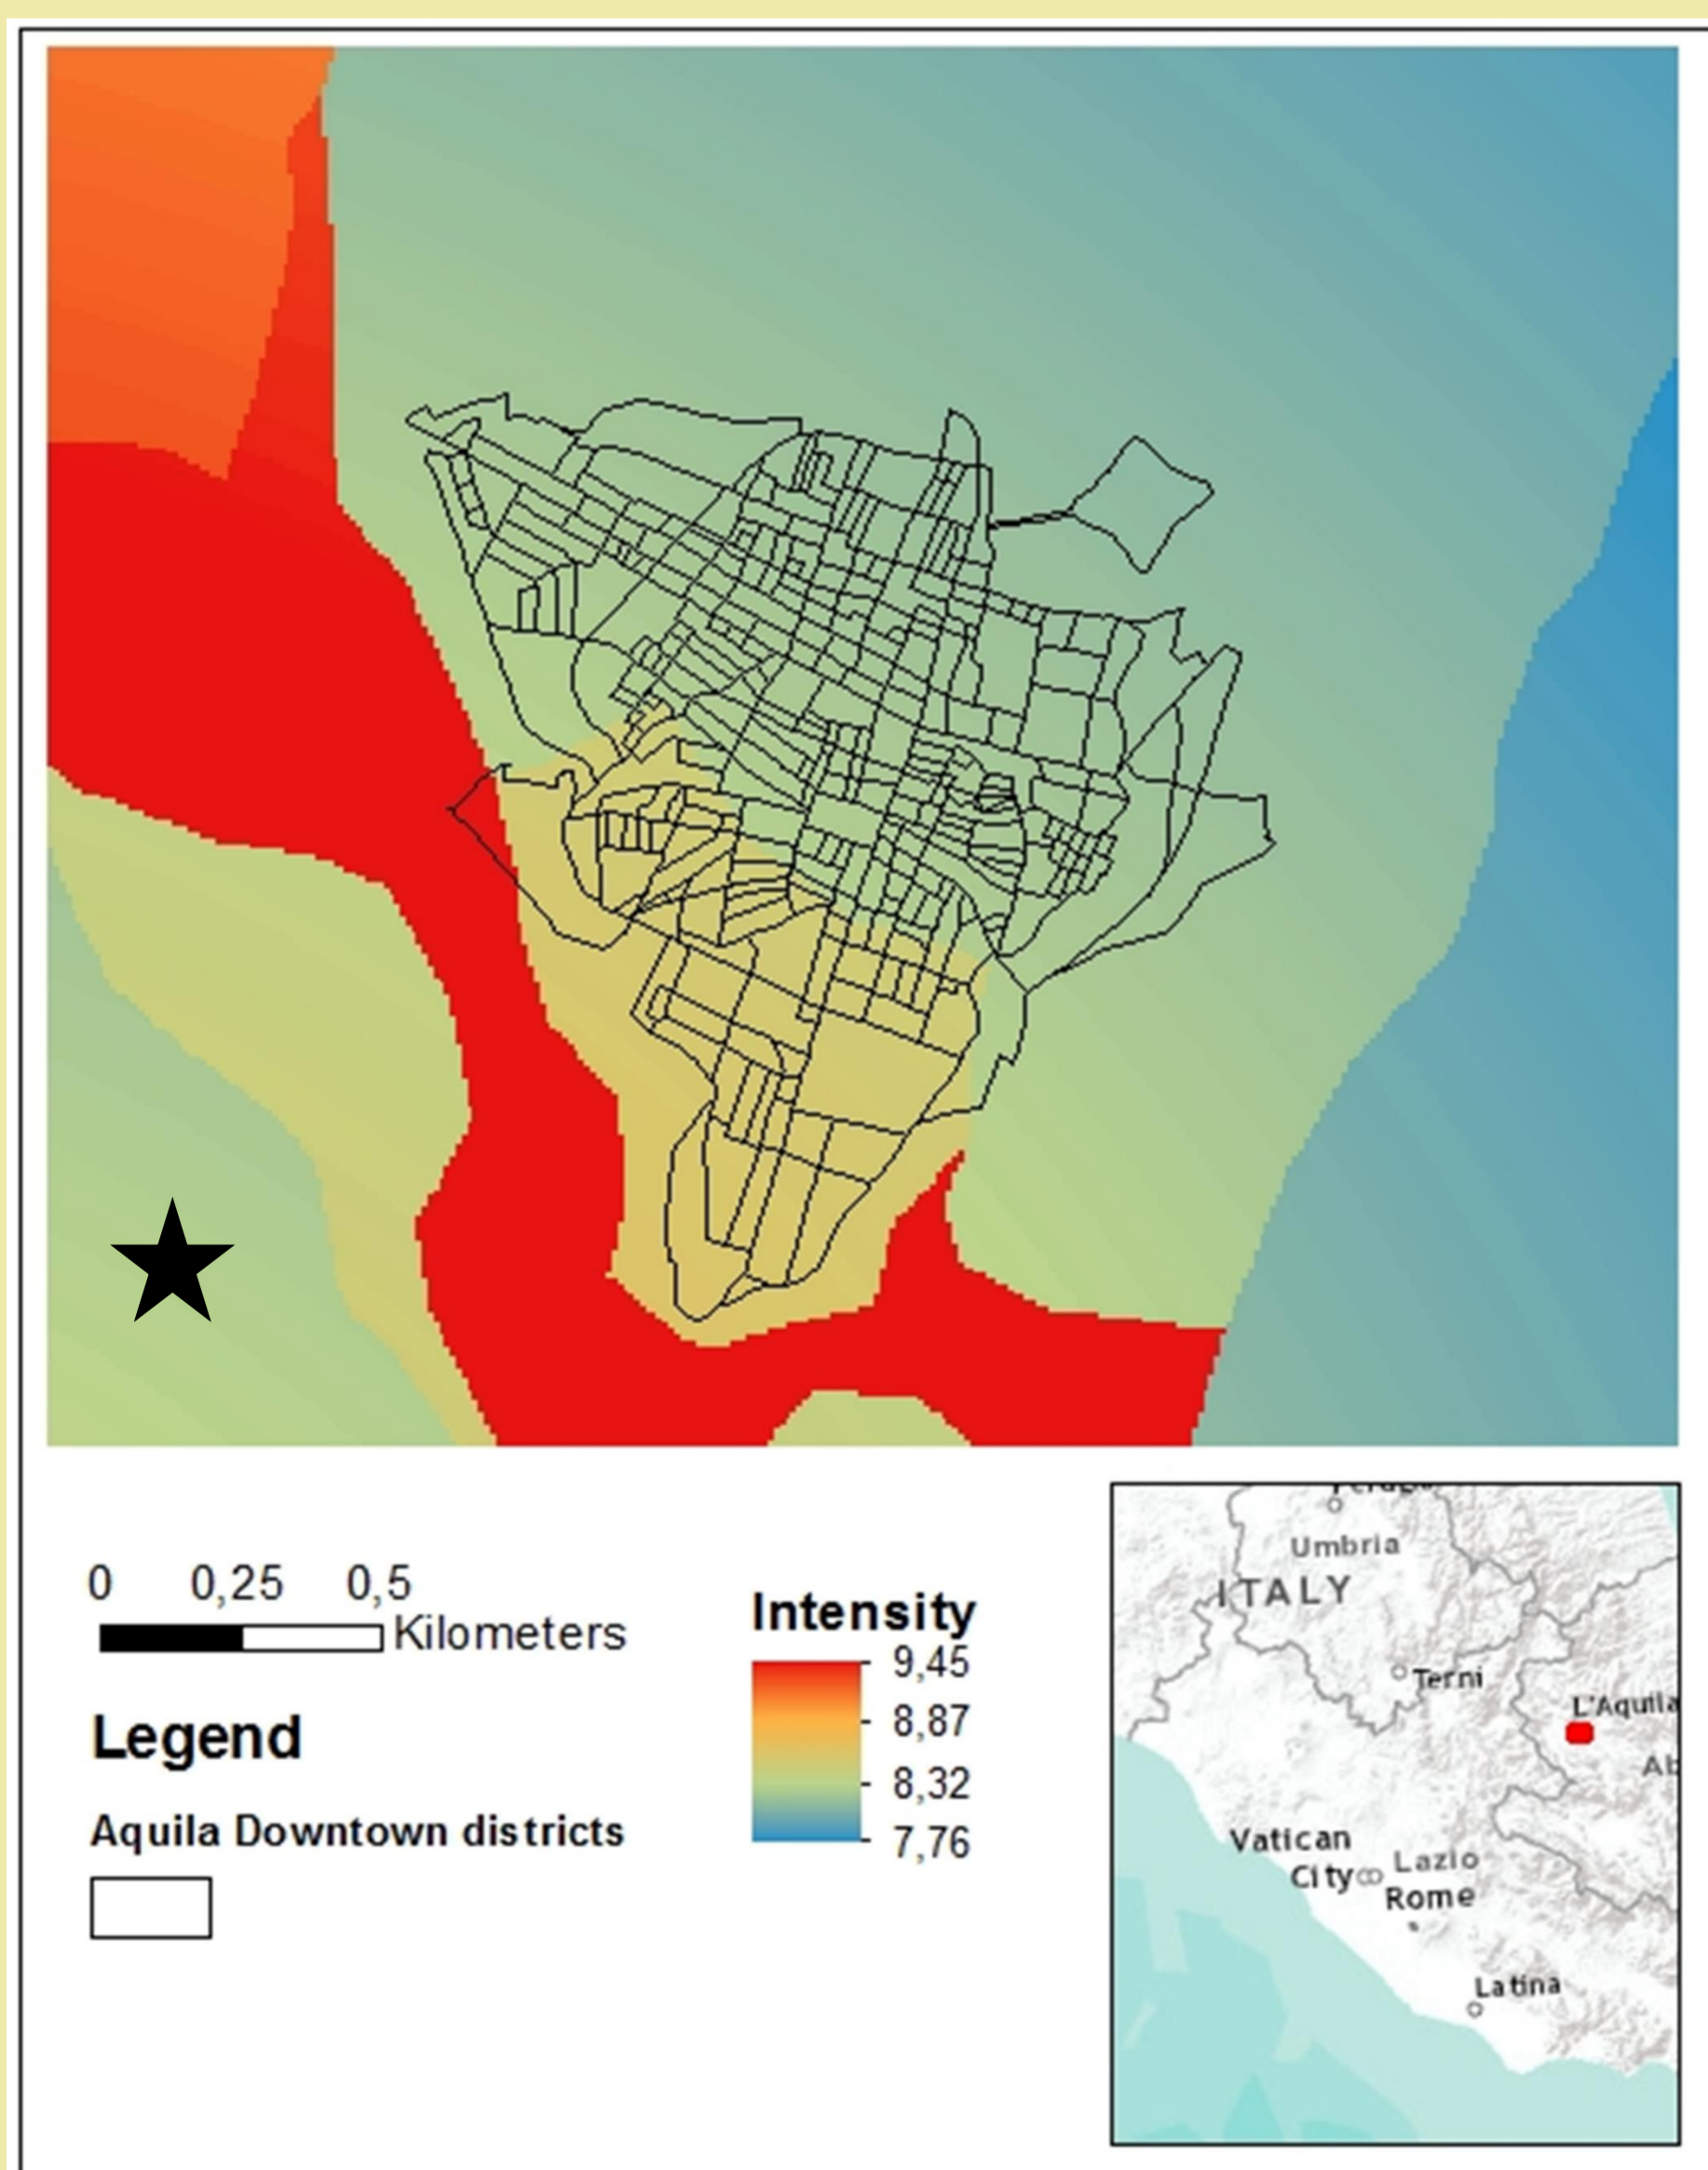 0 0,25 0,5
Kilometers
Legend
Aquila Downtown districts
Intensity
9,45
8,87
8,32
7,76
Umbria
ITALY
Terni
L'Aquila
Ab
Vatican
City
Lazio
Rome
Latina